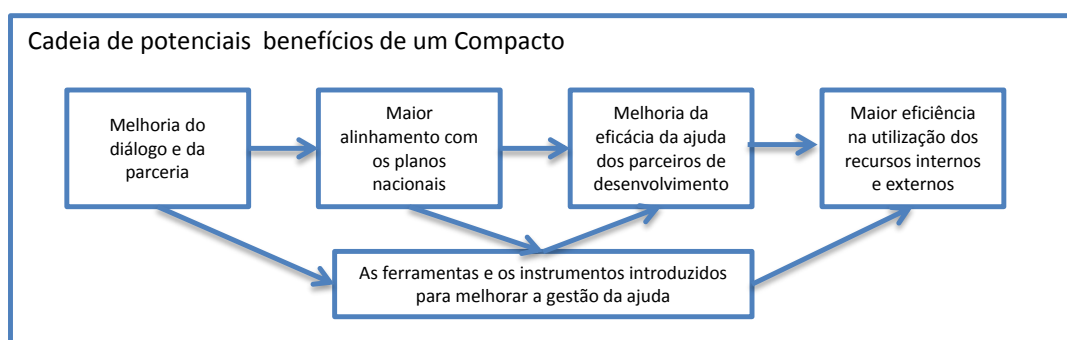 Cadeia de potenciais benefícios de um Compacto
Melhoria do
diálogo e da
parceria
Maior
alinhamento com
os planos
nacionais
Melhoria da
eficácia da ajuda
dos parceiros de
desenvolvimento
Maior eficiência
na utilização dos
recursos internos
e externos
As ferramentas e os instrumentos introduzidos
para melhorar a gestão da ajuda